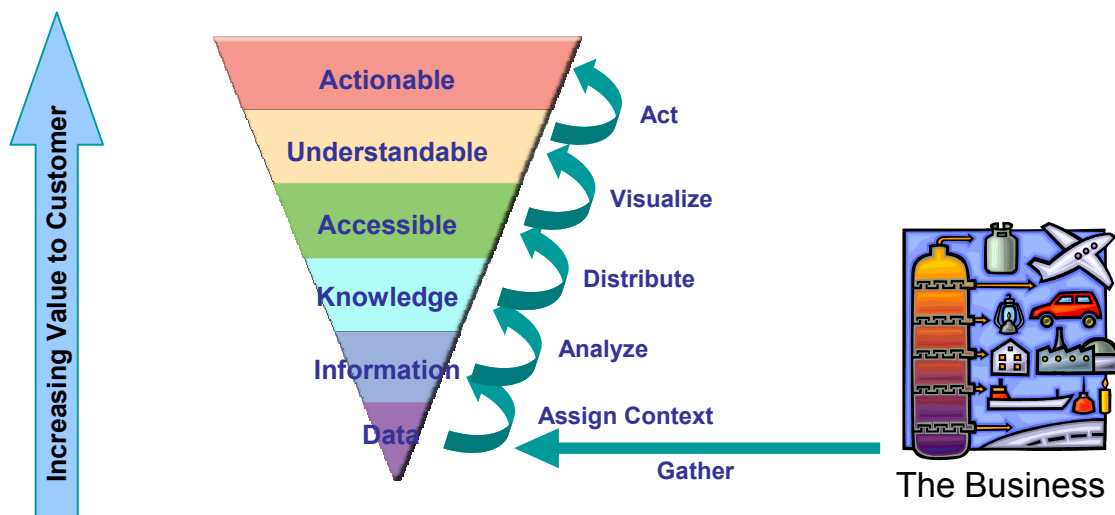 Increasing Value to Customer
Actionable
Act
Understandable
Visualize
Accessible
Distribute
Knowledge
Analyze
Information
Assign Context
Data
Gather
The Business